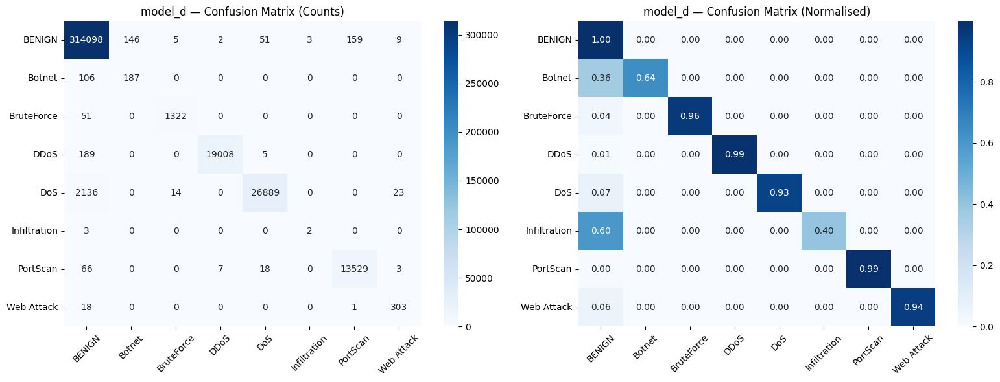 model_d — Confusion Matrix (Counts)
BENIGN 314098 146 5 2 51 3 159 9
Botnet 106 187 0 0 0 0 0 0
BruteForce 51 0 1322 0 0 0 0 0
DDoS 189 0 0 19008 5 0 0 0
DoS 2136 0 14 0 26889 0 0 23
Infiltration 3 0 0 0 0 2 0 0
PortScan 66 0 0 7 18 0 13529 3
Web Attack 18 0 0 0 0 0 1 303
BENIGN Botnet BruteForce DDoS DoS Infiltration PortScan Web Attack
300000
250000
200000
150000
100000
50000
0
model_d — Confusion Matrix (Normalised)
BENIGN 1.00 0.00 0.00 0.00 0.00 0.00 0.00 0.00
Botnet 0.36 0.64 0.00 0.00 0.00 0.00 0.00 0.00
BruteForce 0.04 0.00 0.96 0.00 0.00 0.00 0.00 0.00
DDoS 0.01 0.00 0.00 0.99 0.00 0.00 0.00 0.00
DoS 0.07 0.00 0.00 0.00 0.93 0.00 0.00 0.00
Infiltration 0.60 0.00 0.00 0.00 0.00 0.40 0.00 0.00
PortScan 0.00 0.00 0.00 0.00 0.00 0.00 0.99 0.00
Web Attack 0.06 0.00 0.00 0.00 0.00 0.00 0.00 0.94
BENIGN Botnet BruteForce DDoS DoS Infiltration PortScan Web Attack
0.8
0.6
0.4
0.2
0.0